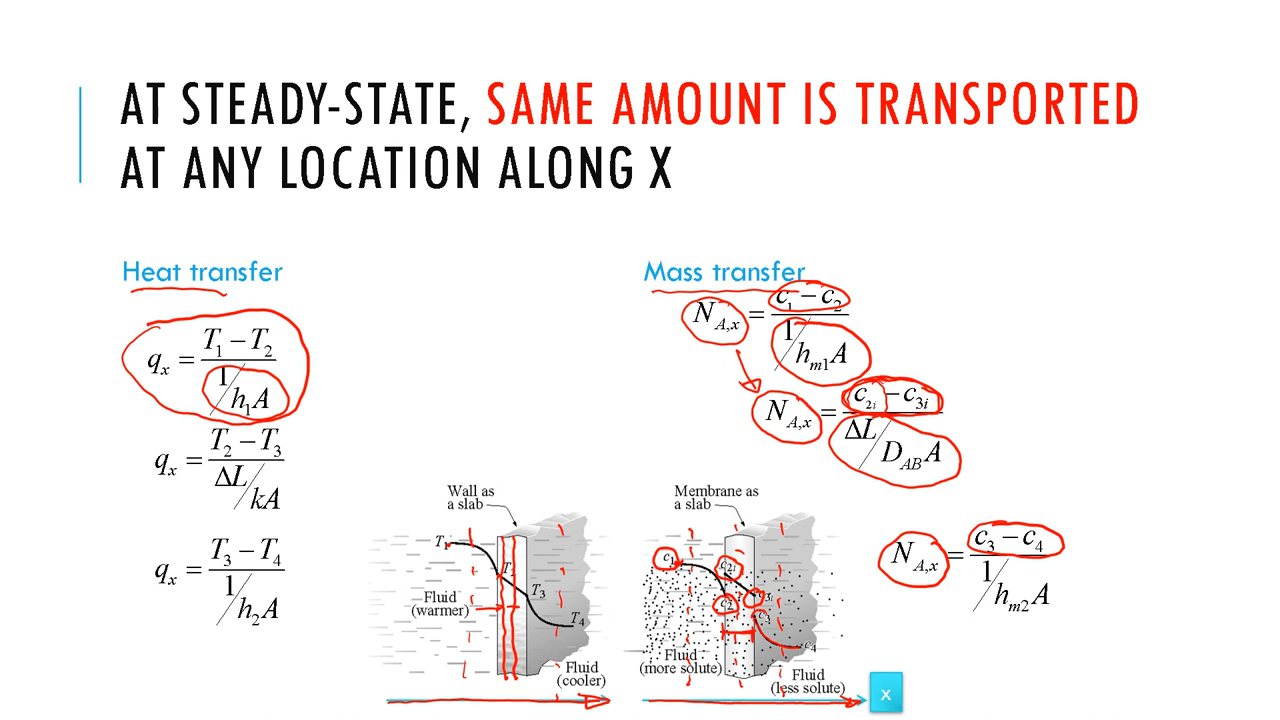 AT STEADY-STATE, SAME AMOUNT IS TRANSPORTED
AT ANY LOCATION ALONG X
Heat transfer
q_x = (T_1 − T_2) / (1/h_1A)
q_x = (T_2 − T_3) / (ΔL/kA)
q_x = (T_3 − T_4) / (1/h_2A)
Mass transfer
N_{A,x} = (c_1 − c_2) / (1/h_{m1}A)
N_{A,x} = (c_{2i} − c_{3i}) / (ΔL/D_{AB}A)
N_{A,x} = (c_3 − c_4) / (1/h_{m2}A)
Wall as
a slab
T_1
T_3
T_4
Fluid
(warmer)
Fluid
(cooler)
Membrane as
a slab
c_1
c_{2i}
c_2
c_{3i}
c_3
c_4
Fluid
(more solute)
Fluid
(less solute)
x